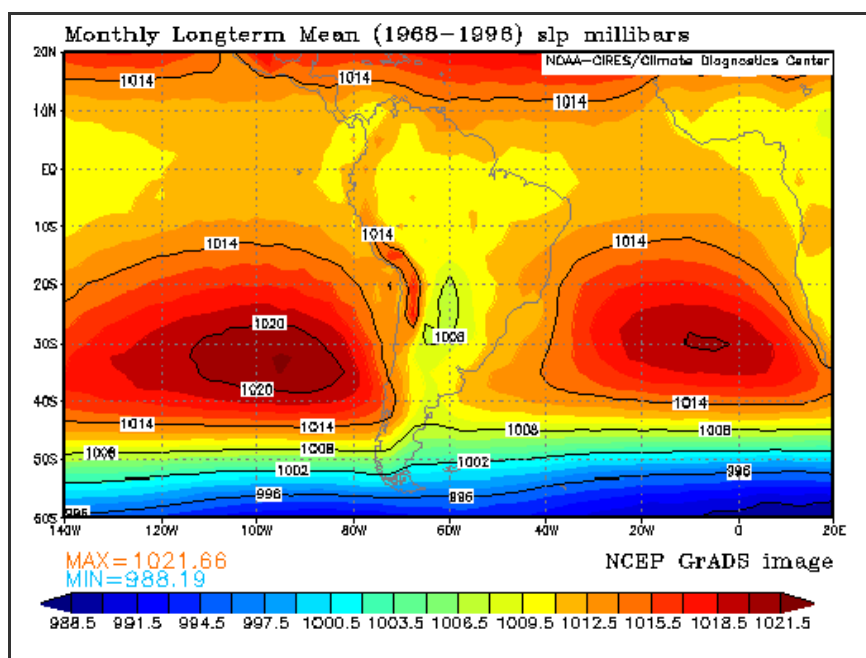 Monthly Longterm Mean (1968–1996) slp millibars
NOAA–CIRES/Climate Diagnostics Center
20N
1014
1014
1014
10N
EQ
10S
1014
1014
1014
20S
1020
1008
30S
1020
40S
1014
1014
1014
1008
1008
1008
1008
50S
1002
1002
996
996
996
996
60S
140W 120W 100W 80W 60W 40W 20W 0 20E
MAX=1021.66
MIN=988.19
NCEP GrADS image
988.5 991.5 994.5 997.5 1000.5 1003.5 1006.5 1009.5 1012.5 1015.5 1018.5 1021.5